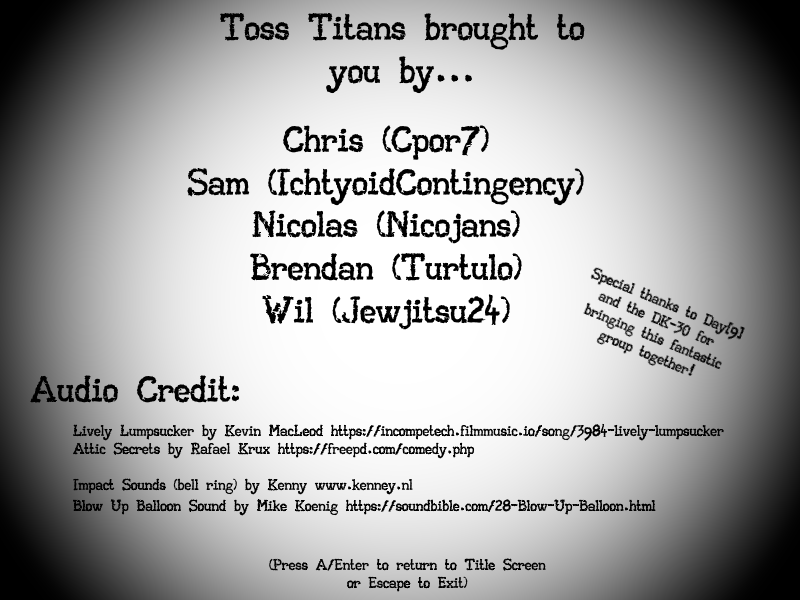 Toss Titans brought to
you by...
Chris (Cpor7)
Sam (IchtyoidContingency)
Nicolas (Nicojans)
Brendan (Turtulo)
Wil (Jewjitsu24)
Special thanks to Day[9]
and the DK-30 for
bringing this fantastic
group together!
Audio Credit:
Lively Lumpsucker by Kevin MacLeod https://incompetech.filmmusic.io/song/3984-lively-lumpsucker
Attic Secrets by Rafael Krux https://freepd.com/comedy.php
Impact Sounds (bell ring) by Kenny www.kenney.nl
Blow Up Balloon Sound by Mike Koenig https://soundbible.com/28-Blow-Up-Balloon.html
(Press A/Enter to return to Title Screen
or Escape to Exit)